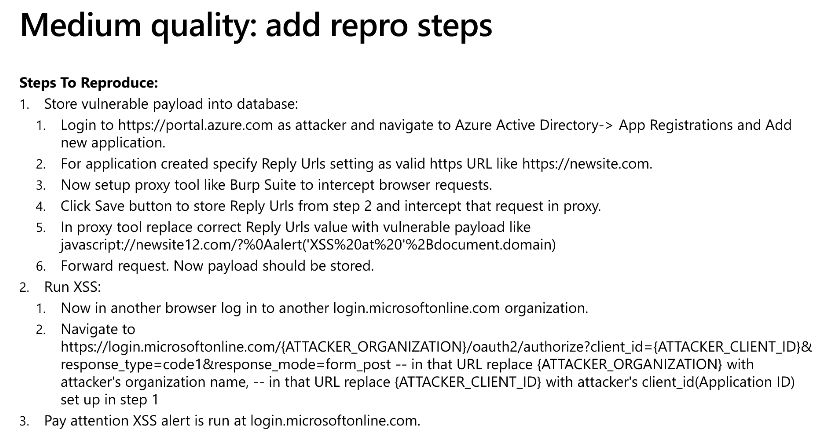 Medium quality: add repro steps
Steps To Reproduce:
1. Store vulnerable payload into database:
1. Login to https://portal.azure.com as attacker and navigate to Azure Active Directory-> App Registrations and Add
new application.
2. For application created specify Reply Urls setting as valid https URL like https://newsite.com.
3. Now setup proxy tool like Burp Suite to intercept browser requests.
4. Click Save button to store Reply Urls from step 2 and intercept that request in proxy.
5. In proxy tool replace correct Reply Urls value with vulnerable payload like
javascript://newsite12.com/?%0Aalert('XSS%20at%20'%2Bdocument.domain)
6. Forward request. Now payload should be stored.
2. Run XSS:
1. Now in another browser log in to another login.microsoftonline.com organization.
2. Navigate to
https://login.microsoftonline.com/{ATTACKER_ORGANIZATION}/oauth2/authorize?client_id={ATTACKER_CLIENT_ID}&
response_type=code1&response_mode=form_post -- in that URL replace {ATTACKER_ORGANIZATION} with
attacker's organization name, -- in that URL replace {ATTACKER_CLIENT_ID} with attacker's client_id(Application ID)
set up in step 1
3. Pay attention XSS alert is run at login.microsoftonline.com.